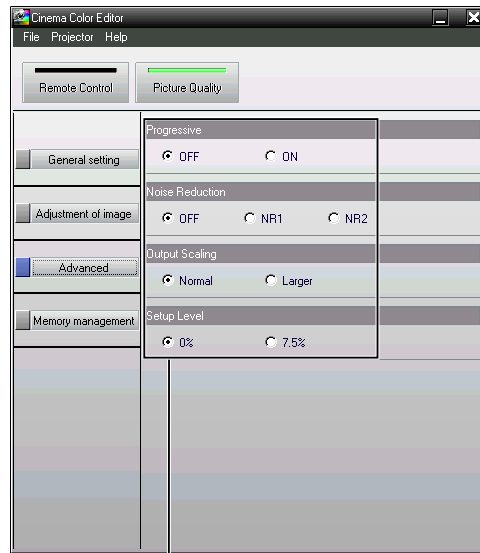 Cinema Color Editor
File Projector Help
Remote Control Picture Quality
Progressive
General setting OFF ON
Noise Reduction
Adjustment of image OFF NR1 NR2
Output Scaling
Advanced Normal Larger
Memory management Setup Level
0% 7.5%